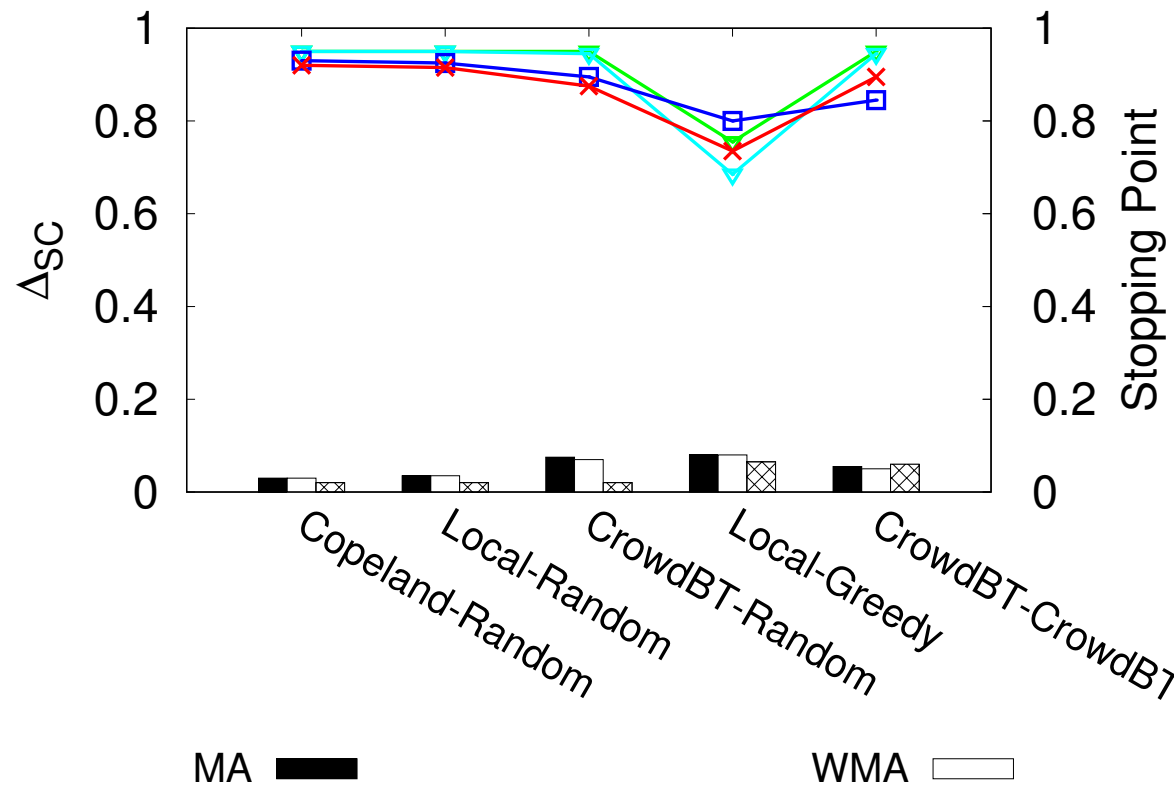 1
0.8
0.6
0.4
0.2
0
ΔSC
1
0.8
0.6
0.4
0.2
0
Stopping Point
Copeland-Random
Local-Random
CrowdBT-Random
Local-Greedy
CrowdBT-CrowdBT
MA
WMA